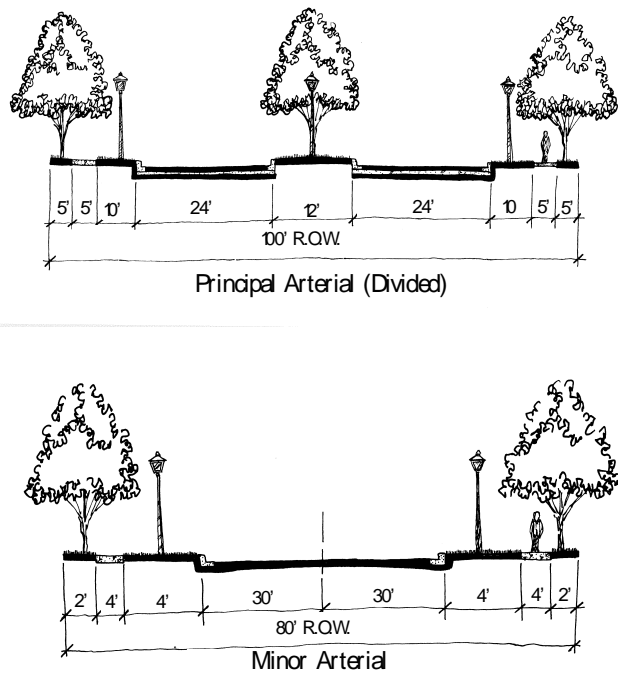 5' 5' 10' 24' 12' 24' 10 5' 5'
100' R.O.W.
Principal Arterial (Divided)
2' 4' 4' 30' 30' 4' 4' 2'
80' R.O.W.
Minor Arterial